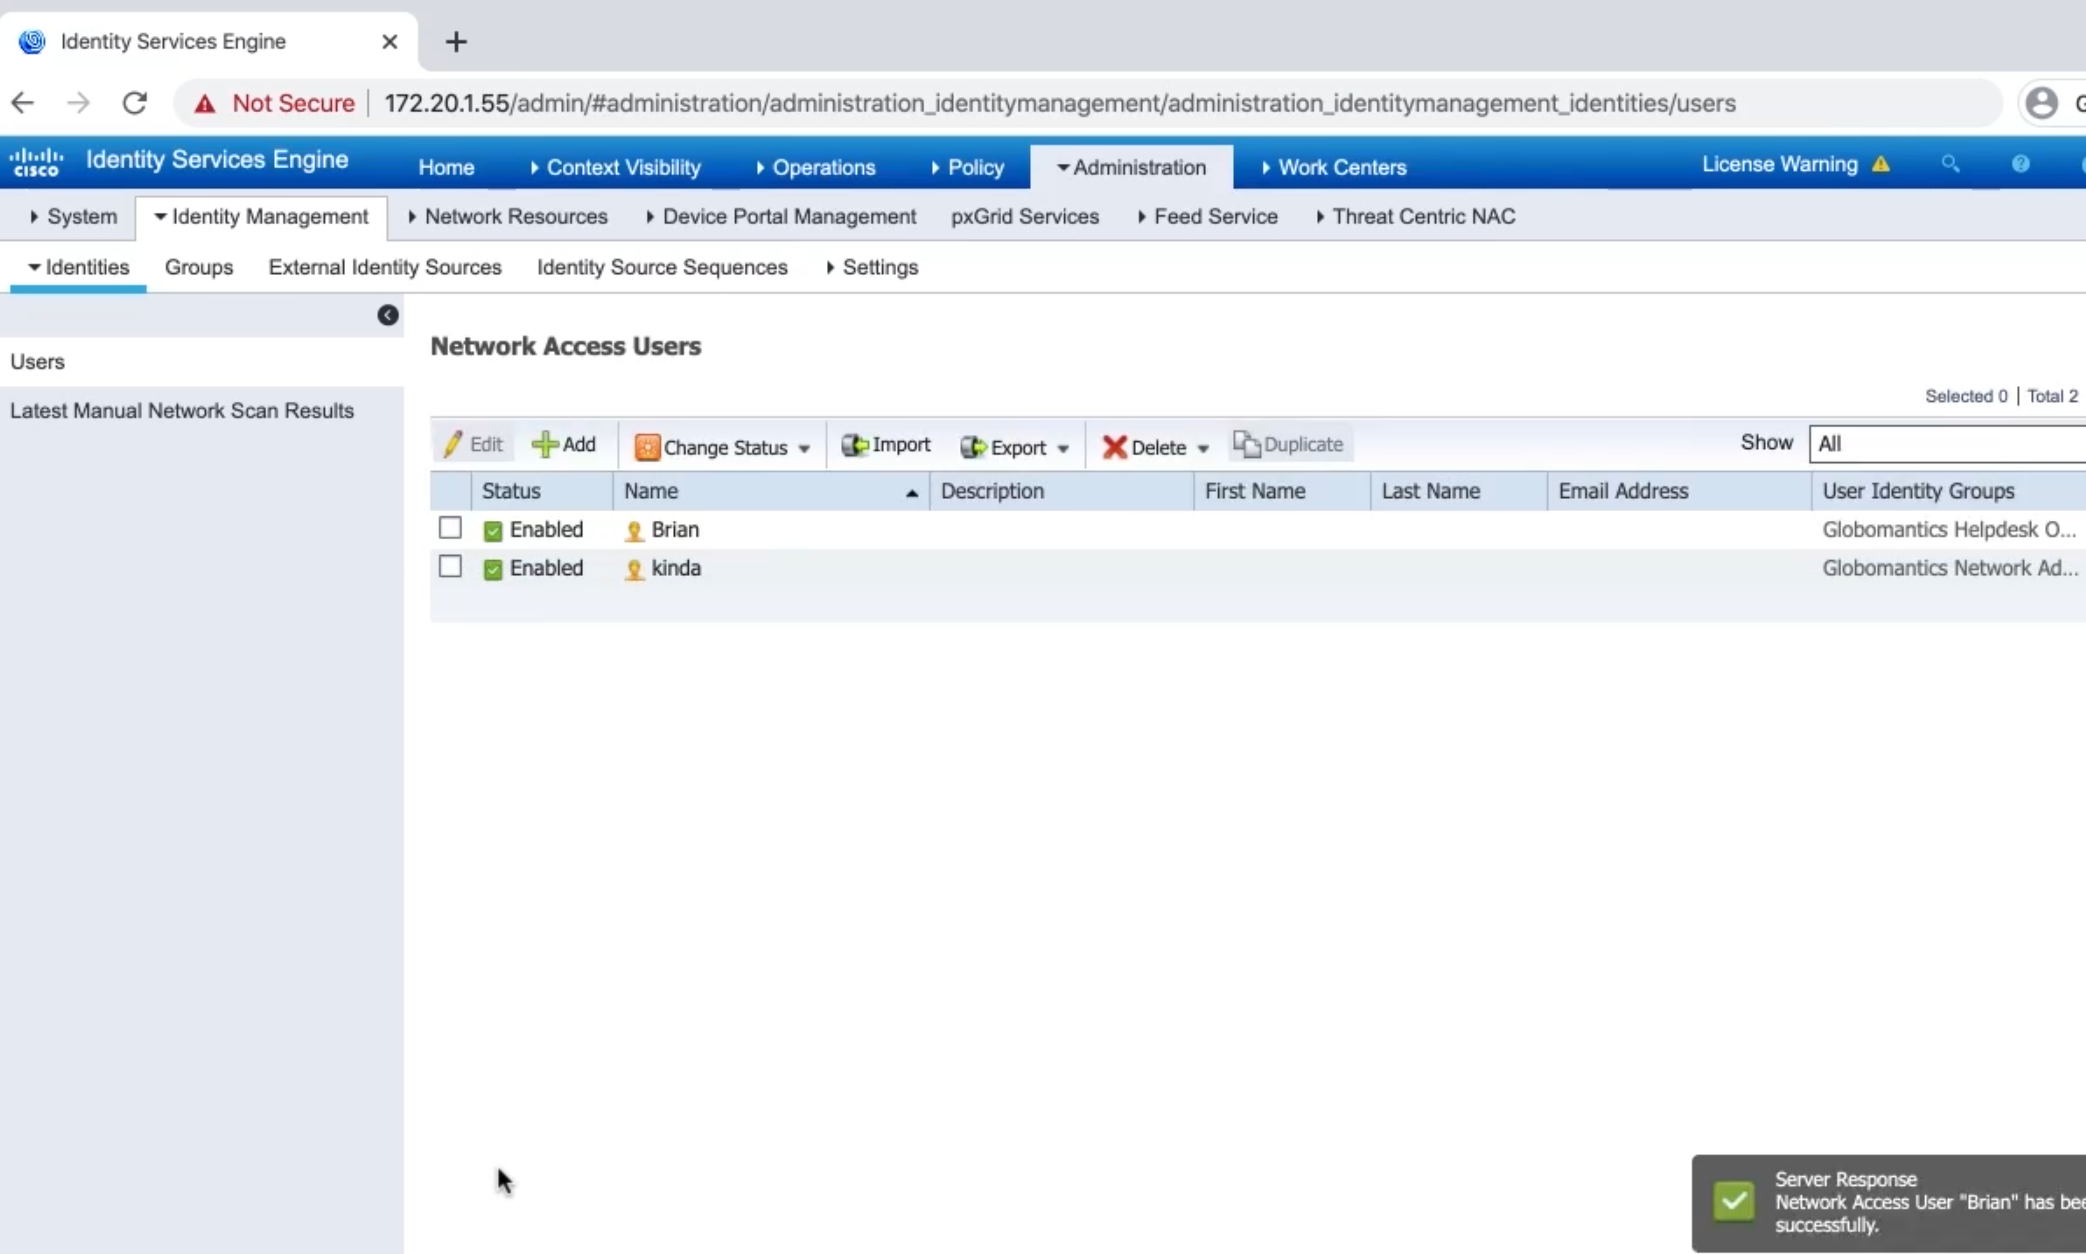 Identity Services Engine
Not Secure
172.20.1.55/admin/#administration/administration_identitymanagement/administration_identitymanagement_identities/users
CISCO
Identity Services Engine
Home
Context Visibility
Operations
Policy
Administration
Work Centers
License Warning
System
Identity Management
Network Resources
Device Portal Management
pxGrid Services
Feed Service
Threat Centric NAC
Identities
Groups
External Identity Sources
Identity Source Sequences
Settings
Users
Latest Manual Network Scan Results
Network Access Users
Selected 0 | Total 2
Edit
Add
Change Status
Import
Export
Delete
Duplicate
Show
All
Status
Name
Description
First Name
Last Name
Email Address
User Identity Groups
Enabled
Brian
Globomantics Helpdesk O...
Enabled
kinda
Globomantics Network Ad...
Server Response
Network Access User "Brian" has
successfully.